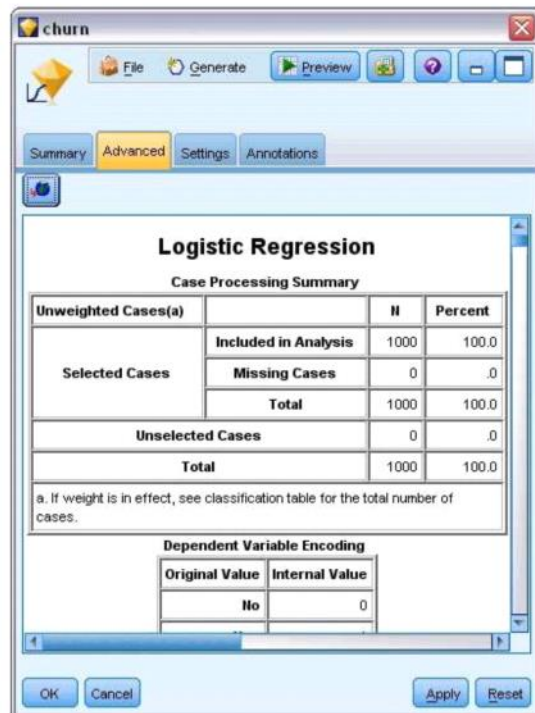 churn
File Generate Preview
Summary Advanced Settings Annotations
Logistic Regression
Case Processing Summary
Unweighted Cases(a) N Percent
Selected Cases Included in Analysis 1000 100.0
Missing Cases 0 .0
Total 1000 100.0
Unselected Cases 0 .0
Total 1000 100.0
a. If weight is in effect, see classification table for the total number of
cases.
Dependent Variable Encoding
Original Value Internal Value
No 0
OK Cancel Apply Reset